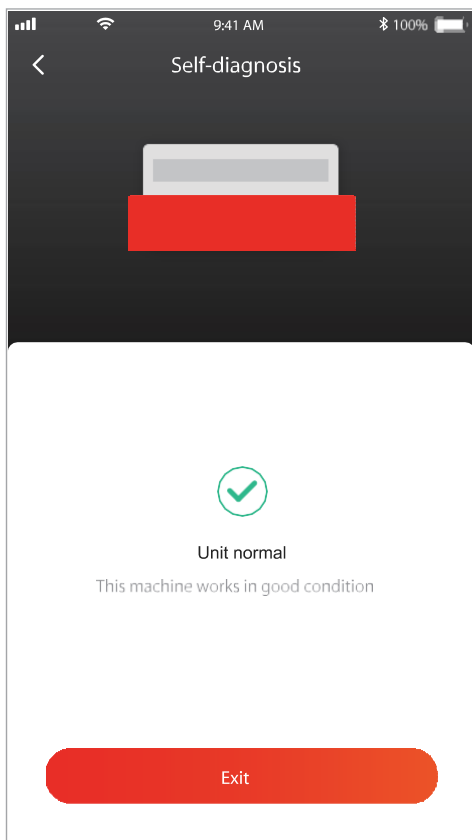 9:41 AM
100%
Self-diagnosis
Unit normal
This machine works in good condition
Exit